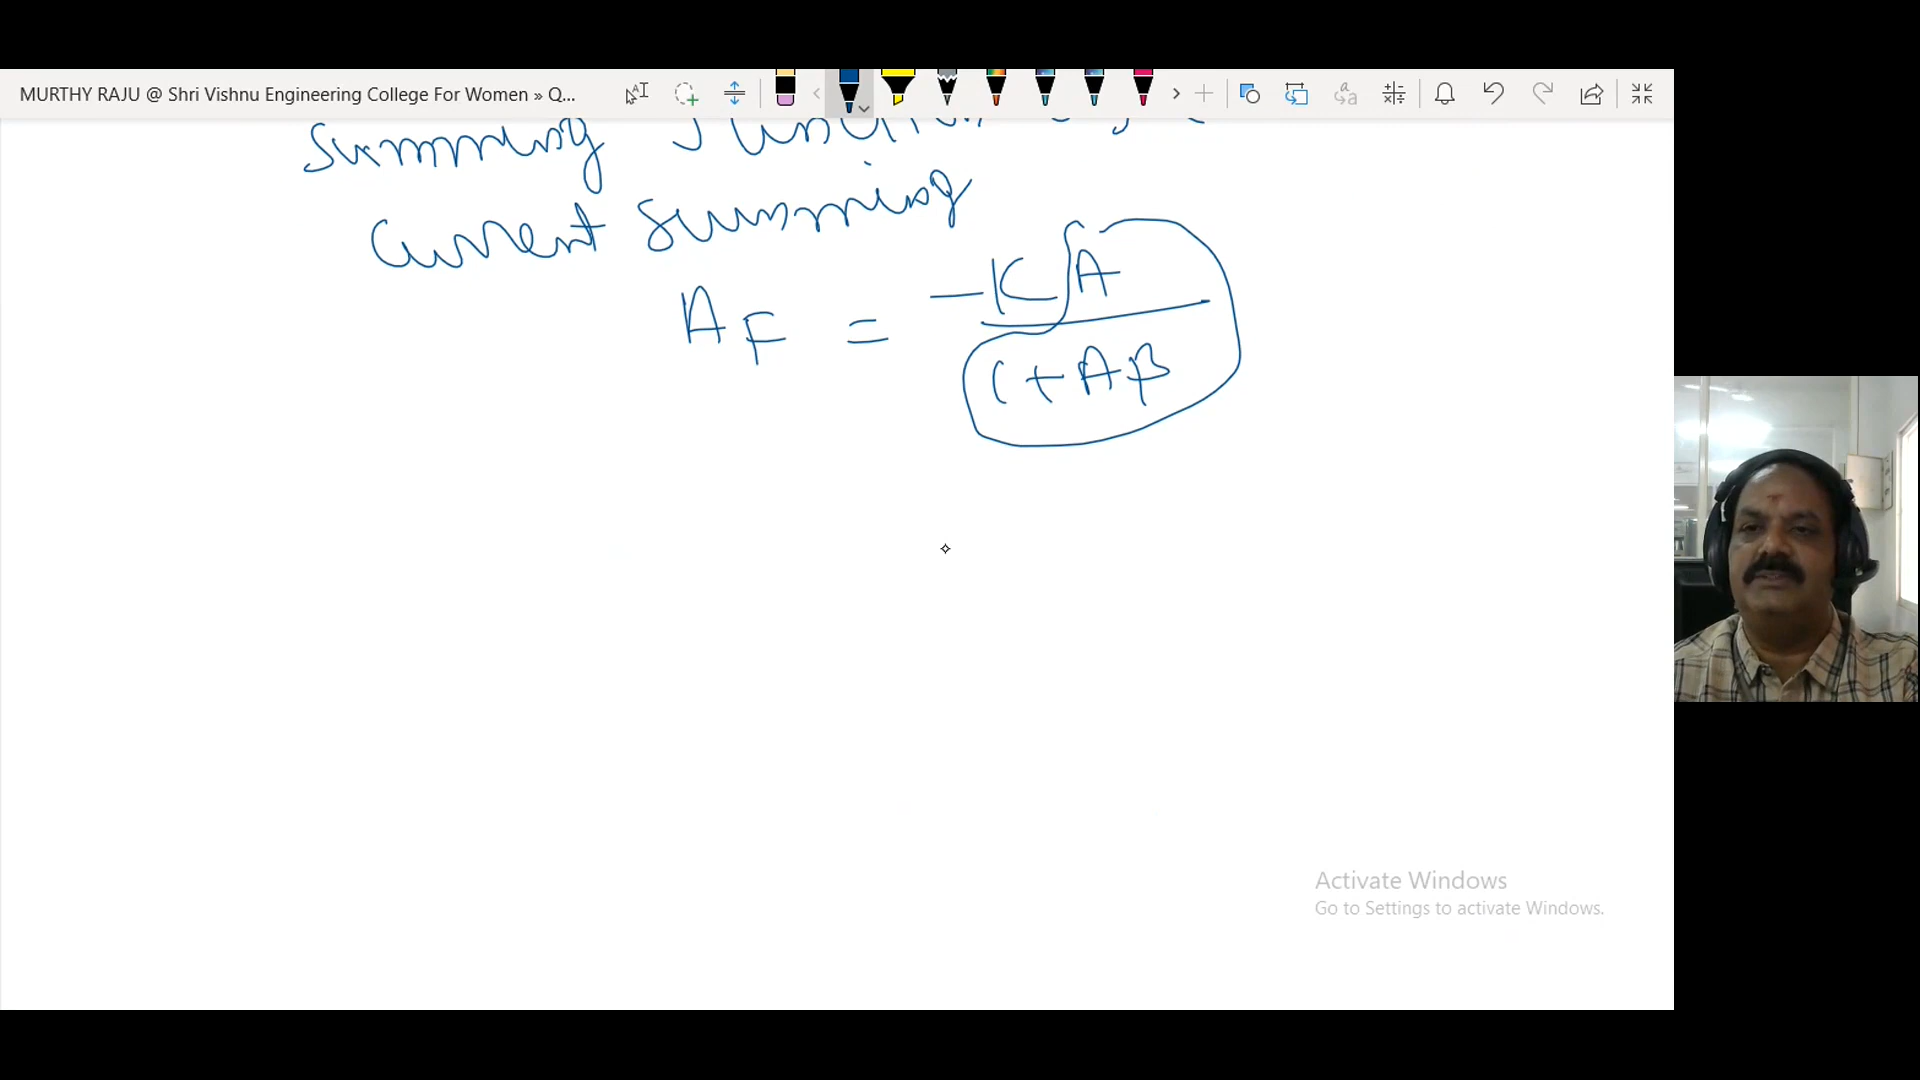 MURTHY RAJU @ Shri Vishnu Engineering College For Women » Q...
Summing
Current Summing
A_F = -KA / (1+Aβ
Activate Windows
Go to Settings to activate Windows.